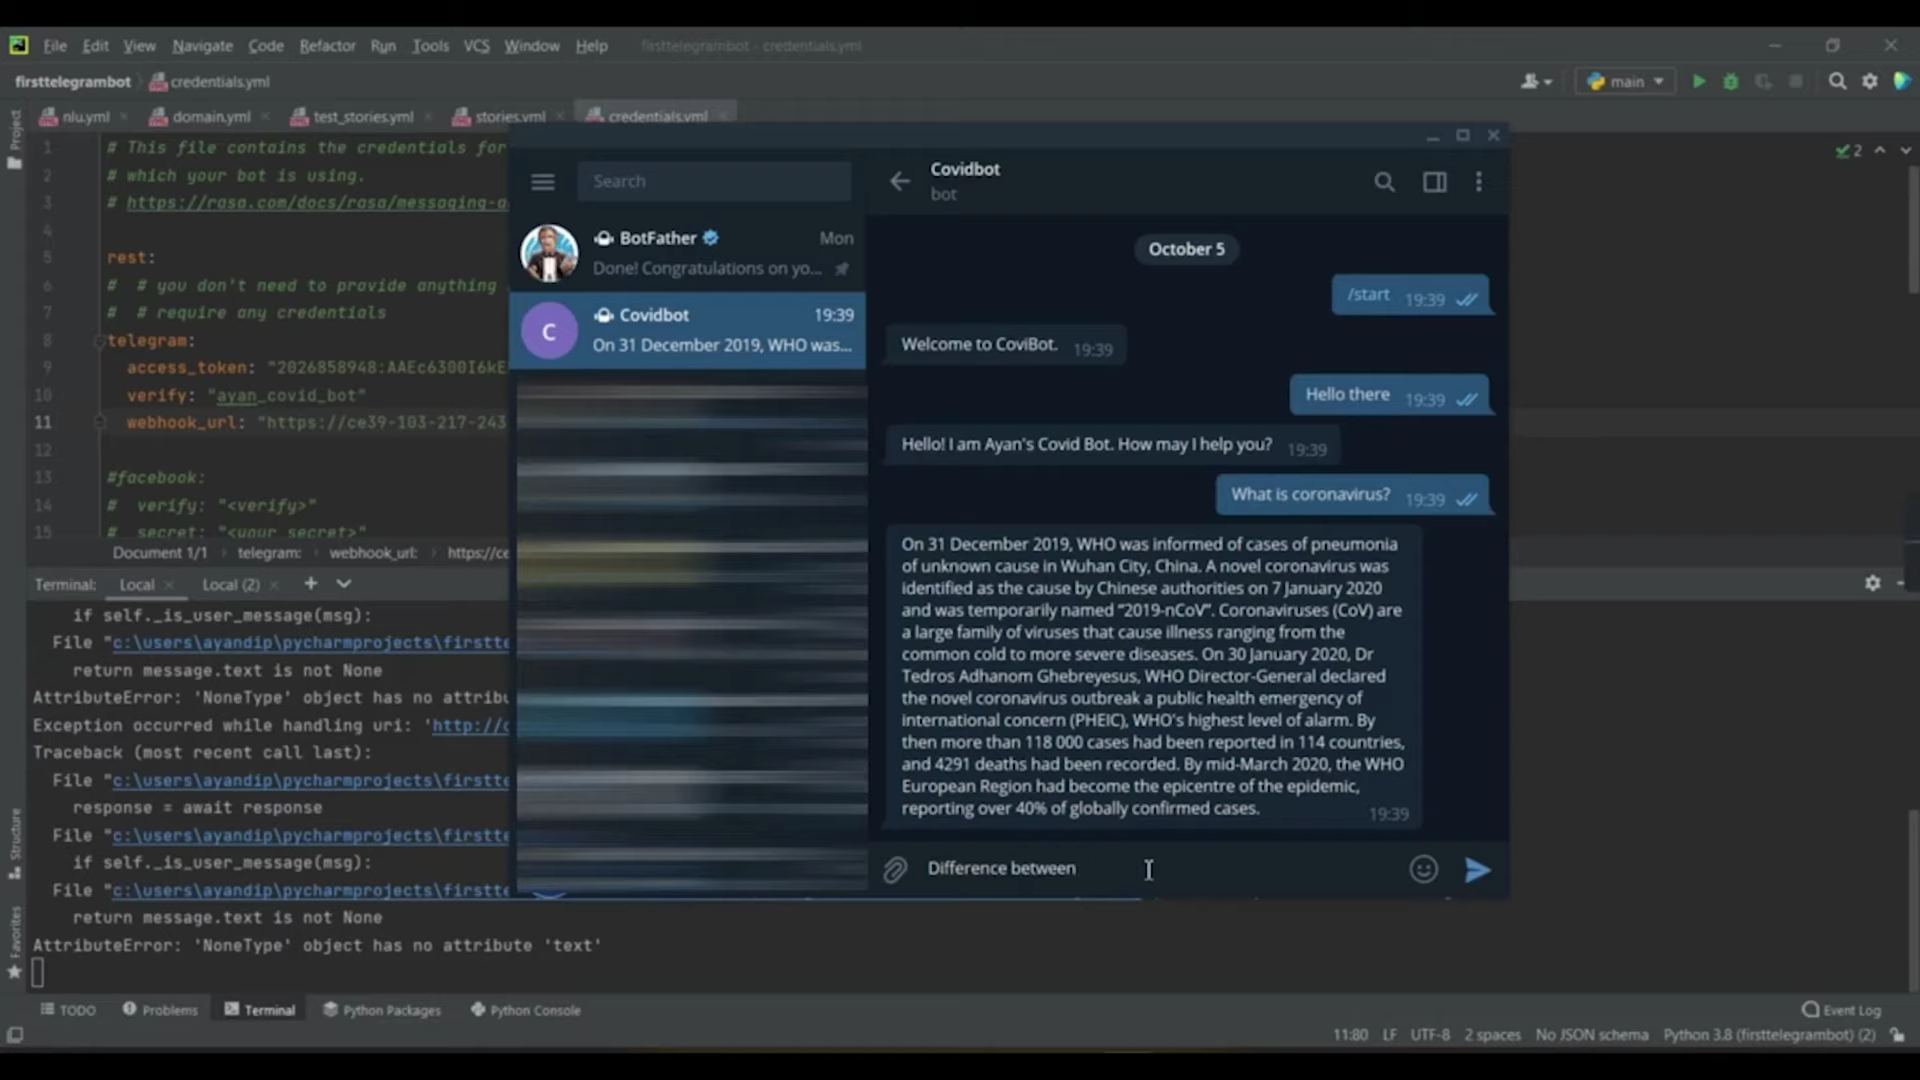 File Edit View Navigate Code Refactor Run Tools VCS Window Help firsttelegrambot - credentials.yml
firsttelegrambot credentials.yml
main
nlu.yml domain.yml test_stories.yml stories.yml credentials.yml
Project
1 # This file contains the credentials for
2 # which your bot is using.
3 # https://rasa.com/docs/rasa/messaging-a
4
5 rest:
6 # # you don't need to provide anything
7 # # require any credentials
8 telegram:
9 access_token: "2026858948:AAEc6300I6kE
10 verify: "ayan_covid_bot"
11 webhook_url: "https://ce39-103-217-243
12
13 #facebook:
14 # verify: "<verify>"
15 # secret: "<your secret>"
2
Document 1/1 telegram: webhook_url: https://ce
Terminal: Local Local (2)
if self._is_user_message(msg):
File "c:\users\ayandip\pycharmprojects\firstte
return message.text is not None
AttributeError: 'NoneType' object has no attribu
Exception occurred while handling uri: 'http://c
Traceback (most recent call last):
File "c:\users\ayandip\pycharmprojects\firstte
response = await response
File "c:\users\ayandip\pycharmprojects\firstte
if self._is_user_message(msg):
File "c:\users\ayandip\pycharmprojects\firstte
return message.text is not None
AttributeError: 'NoneType' object has no attribute 'text'
Structure
Favorites
Search
BotFather Mon
Done! Congratulations on yo...
C
Covidbot 19:39
On 31 December 2019, WHO was...
Covidbot
bot
October 5
/start 19:39
Welcome to CoviBot. 19:39
Hello there 19:39
Hello! I am Ayan's Covid Bot. How may I help you? 19:39
What is coronavirus? 19:39
On 31 December 2019, WHO was informed of cases of pneumonia
of unknown cause in Wuhan City, China. A novel coronavirus was
identified as the cause by Chinese authorities on 7 January 2020
and was temporarily named “2019-nCoV”. Coronaviruses (CoV) are
a large family of viruses that cause illness ranging from the
common cold to more severe diseases. On 30 January 2020, Dr
Tedros Adhanom Ghebreyesus, WHO Director-General declared
the novel coronavirus outbreak a public health emergency of
international concern (PHEIC), WHO's highest level of alarm. By
then more than 118 000 cases had been reported in 114 countries,
and 4291 deaths had been recorded. By mid-March 2020, the WHO
European Region had become the epicentre of the epidemic,
reporting over 40% of globally confirmed cases. 19:39
Difference between
TODO Problems Terminal Python Packages Python Console Event Log
11:80 LF UTF-8 2 spaces No JSON schema Python 3.8 (firsttelegrambot) (2)